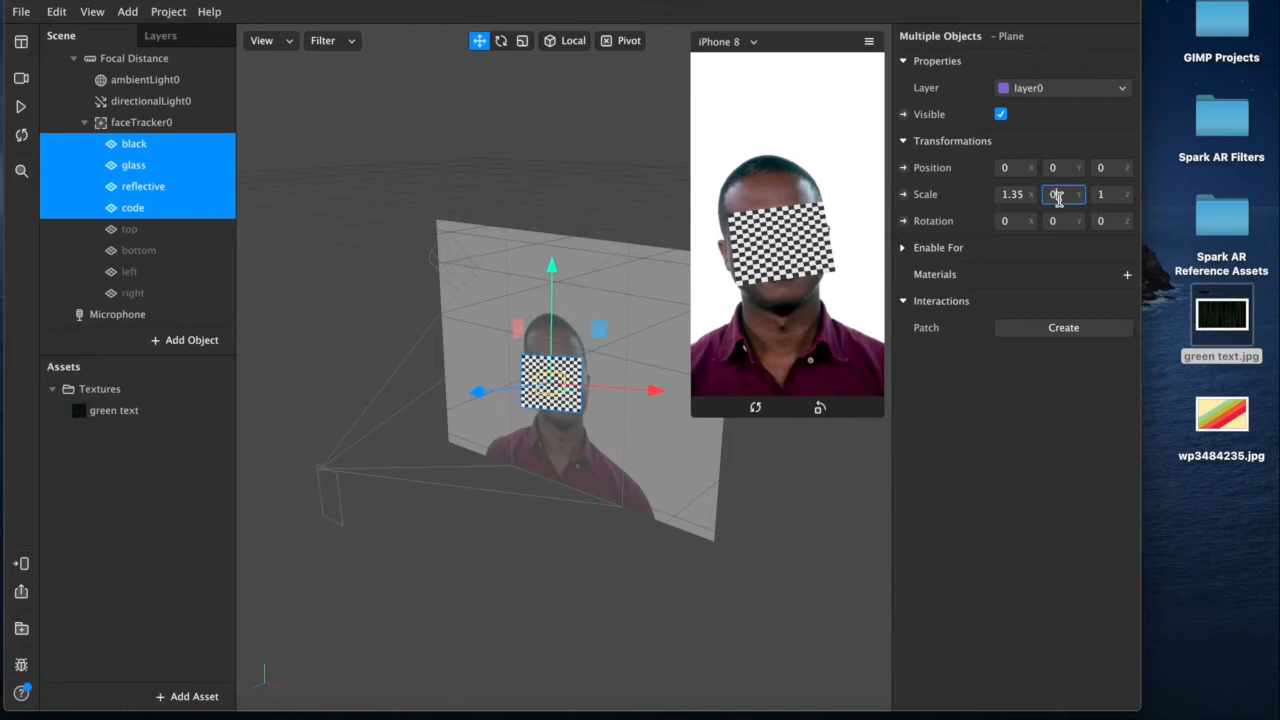 File Edit View Add Project Help
Scene Layers
Focal Distance
ambientLight0
directionalLight0
faceTracker0
black
glass
reflective
code
top
bottom
left
right
Microphone
+ Add Object
Assets
Textures
green text
+ Add Asset
View Filter Local Pivot
iPhone 8
Multiple Objects – Plane
Properties
Layer layer0
Visible
Transformations
Position 0 X 0 Y 0 Z
Scale 1.35 X 0 Y 1 Z
Rotation 0 X 0 Y 0 Z
Enable For
Materials +
Interactions
Patch Create
GIMP Projects
Spark AR Filters
Spark AR
Reference Assets
green text.jpg
wp3484235.jpg